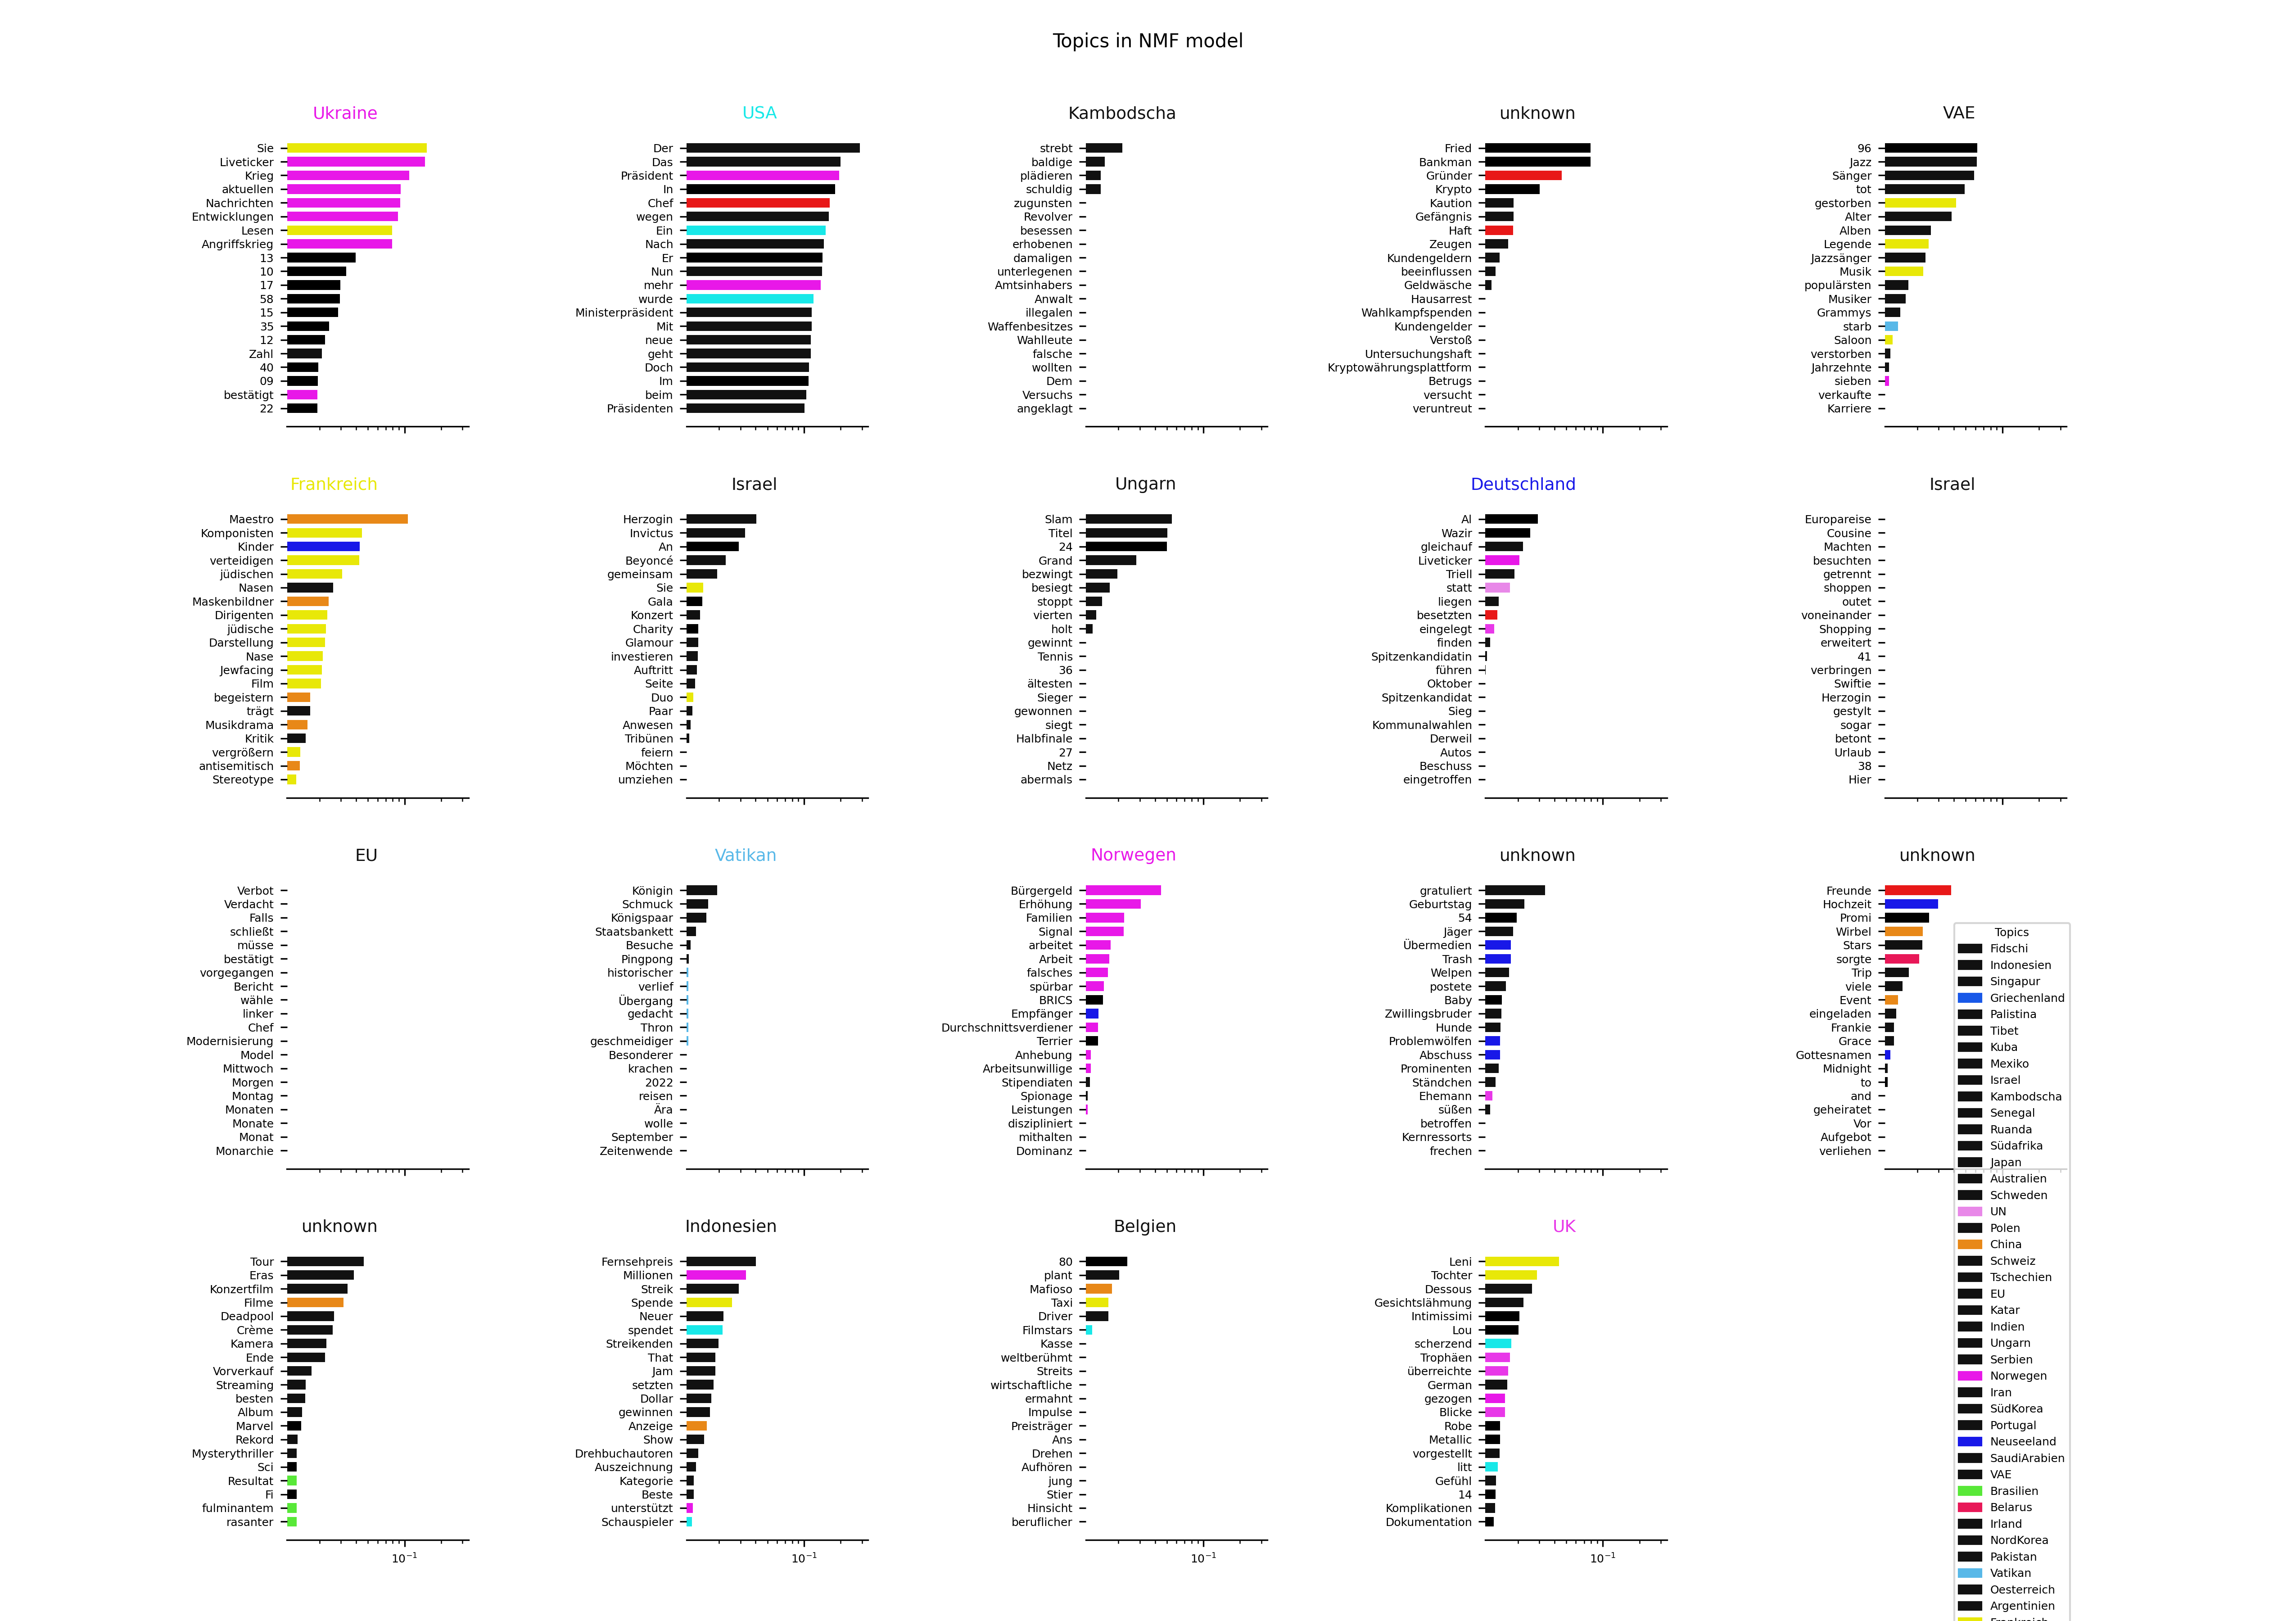 Topics in NMF model
Ukraine
Sie
Liveticker
Krieg
aktuellen
Nachrichten
Entwicklungen
Lesen
Angriffskrieg
13
10
17
58
15
35
12
Zahl
40
09
bestätigt
22
USA
Der
Das
Präsident
In
Chef
wegen
Ein
Nach
Er
Nun
mehr
wurde
Ministerpräsident
Mit
neue
geht
Doch
Im
beim
Präsidenten
Kambodscha
strebt
baldige
plädieren
schuldig
zugunsten
Revolver
besessen
erhobenen
damaligen
unterlegenen
Amtsinhabers
Anwalt
illegalen
Waffenbesitzes
Wahlleute
falsche
wollten
Dem
Versuchs
angeklagt
unknown
Fried
Bankman
Gründer
Krypto
Kaution
Gefängnis
Haft
Zeugen
Kundengeldern
beeinflussen
Geldwäsche
Hausarrest
Wahlkampfspenden
Kundengelder
Verstoß
Untersuchungshaft
Kryptowährungsplattform
Betrugs
versucht
veruntreut
VAE
96
Jazz
Sänger
tot
gestorben
Alter
Alben
Legende
Jazzsänger
Musik
populärsten
Musiker
Grammys
starb
Saloon
verstorben
Jahrzehnte
sieben
verkaufte
Karriere
Frankreich
Maestro
Komponisten
Kinder
verteidigen
jüdischen
Nasen
Maskenbildner
Dirigenten
jüdische
Darstellung
Nase
Jewfacing
Film
begeistern
trägt
Musikdrama
Kritik
vergrößern
antisemitisch
Stereotype
Israel
Herzogin
Invictus
An
Beyoncé
gemeinsam
Sie
Gala
Konzert
Charity
Glamour
investieren
Auftritt
Seite
Duo
Paar
Anwesen
Tribünen
feiern
Möchten
umziehen
Ungarn
Slam
Titel
24
Grand
bezwingt
besiegt
stoppt
vierten
holt
gewinnt
Tennis
36
ältesten
Sieger
gewonnen
siegt
Halbfinale
27
Netz
abermals
Deutschland
Al
Wazir
gleichauf
Liveticker
Triell
statt
liegen
besetzten
eingelegt
finden
Spitzenkandidatin
führen
Oktober
Spitzenkandidat
Sieg
Kommunalwahlen
Derweil
Autos
Beschuss
eingetroffen
Israel
Europareise
Cousine
Machten
besuchten
getrennt
shoppen
outet
voneinander
Shopping
erweitert
41
verbringen
Swiftie
Herzogin
gestylt
sogar
betont
Urlaub
38
Hier
EU
Verbot
Verdacht
Falls
schließt
müsse
bestätigt
vorgegangen
Bericht
wähle
linker
Chef
Modernisierung
Model
Mittwoch
Morgen
Montag
Monaten
Monate
Monat
Monarchie
Vatikan
Königin
Schmuck
Königspaar
Staatsbankett
Besuche
Pingpong
historischer
verlief
Übergang
gedacht
Thron
geschmeidiger
Besonderer
krachen
2022
reisen
Ära
wolle
September
Zeitenwende
Norwegen
Bürgergeld
Erhöhung
Familien
Signal
arbeitet
Arbeit
falsches
spürbar
BRICS
Empfänger
Durchschnittsverdiener
Terrier
Anhebung
Arbeitsunwillige
Stipendiaten
Spionage
Leistungen
diszipliniert
mithalten
Dominanz
unknown
gratuliert
Geburtstag
54
Jäger
Übermedien
Trash
Welpen
postete
Baby
Zwillingsbruder
Hunde
Problemwölfen
Abschuss
Prominenten
Ständchen
Ehemann
süßen
betroffen
Kernressorts
frechen
unknown
Freunde
Hochzeit
Promi
Wirbel
Stars
sorgte
Trip
viele
Event
eingeladen
Frankie
Grace
Gottesnamen
Midnight
to
and
geheiratet
Vor
Aufgebot
verliehen
unknown
Tour
Eras
Konzertfilm
Filme
Deadpool
Crème
Kamera
Ende
Vorverkauf
Streaming
besten
Album
Marvel
Rekord
Mysterythriller
Sci
Resultat
Fi
fulminantem
rasanter
10⁻¹
Indonesien
Fernsehpreis
Millionen
Streik
Spende
Neuer
spendet
Streikenden
That
Jam
setzten
Dollar
gewinnen
Anzeige
Show
Drehbuchautoren
Auszeichnung
Kategorie
Beste
unterstützt
Schauspieler
10⁻¹
Belgien
80
plant
Mafioso
Taxi
Driver
Filmstars
Kasse
weltberühmt
Streits
wirtschaftliche
ermahnt
Impulse
Preisträger
Ans
Drehen
Aufhören
jung
Stier
Hinsicht
beruflicher
10⁻¹
UK
Leni
Tochter
Dessous
Gesichtslähmung
Intimissimi
Lou
scherzend
Trophäen
überreichte
German
gezogen
Blicke
Robe
Metallic
vorgestellt
litt
Gefühl
14
Komplikationen
Dokumentation
10⁻¹
Topics
Fidschi
Indonesien
Singapur
Griechenland
Palistina
Tibet
Kuba
Mexiko
Israel
Kambodscha
Senegal
Ruanda
Südafrika
Japan
Australien
Schweden
UN
Polen
China
Schweiz
Tschechien
EU
Katar
Indien
Ungarn
Serbien
Norwegen
Iran
SüdKorea
Portugal
Neuseeland
SaudiArabien
VAE
Brasilien
Belarus
Irland
NordKorea
Pakistan
Vatikan
Oesterreich
Argentinien